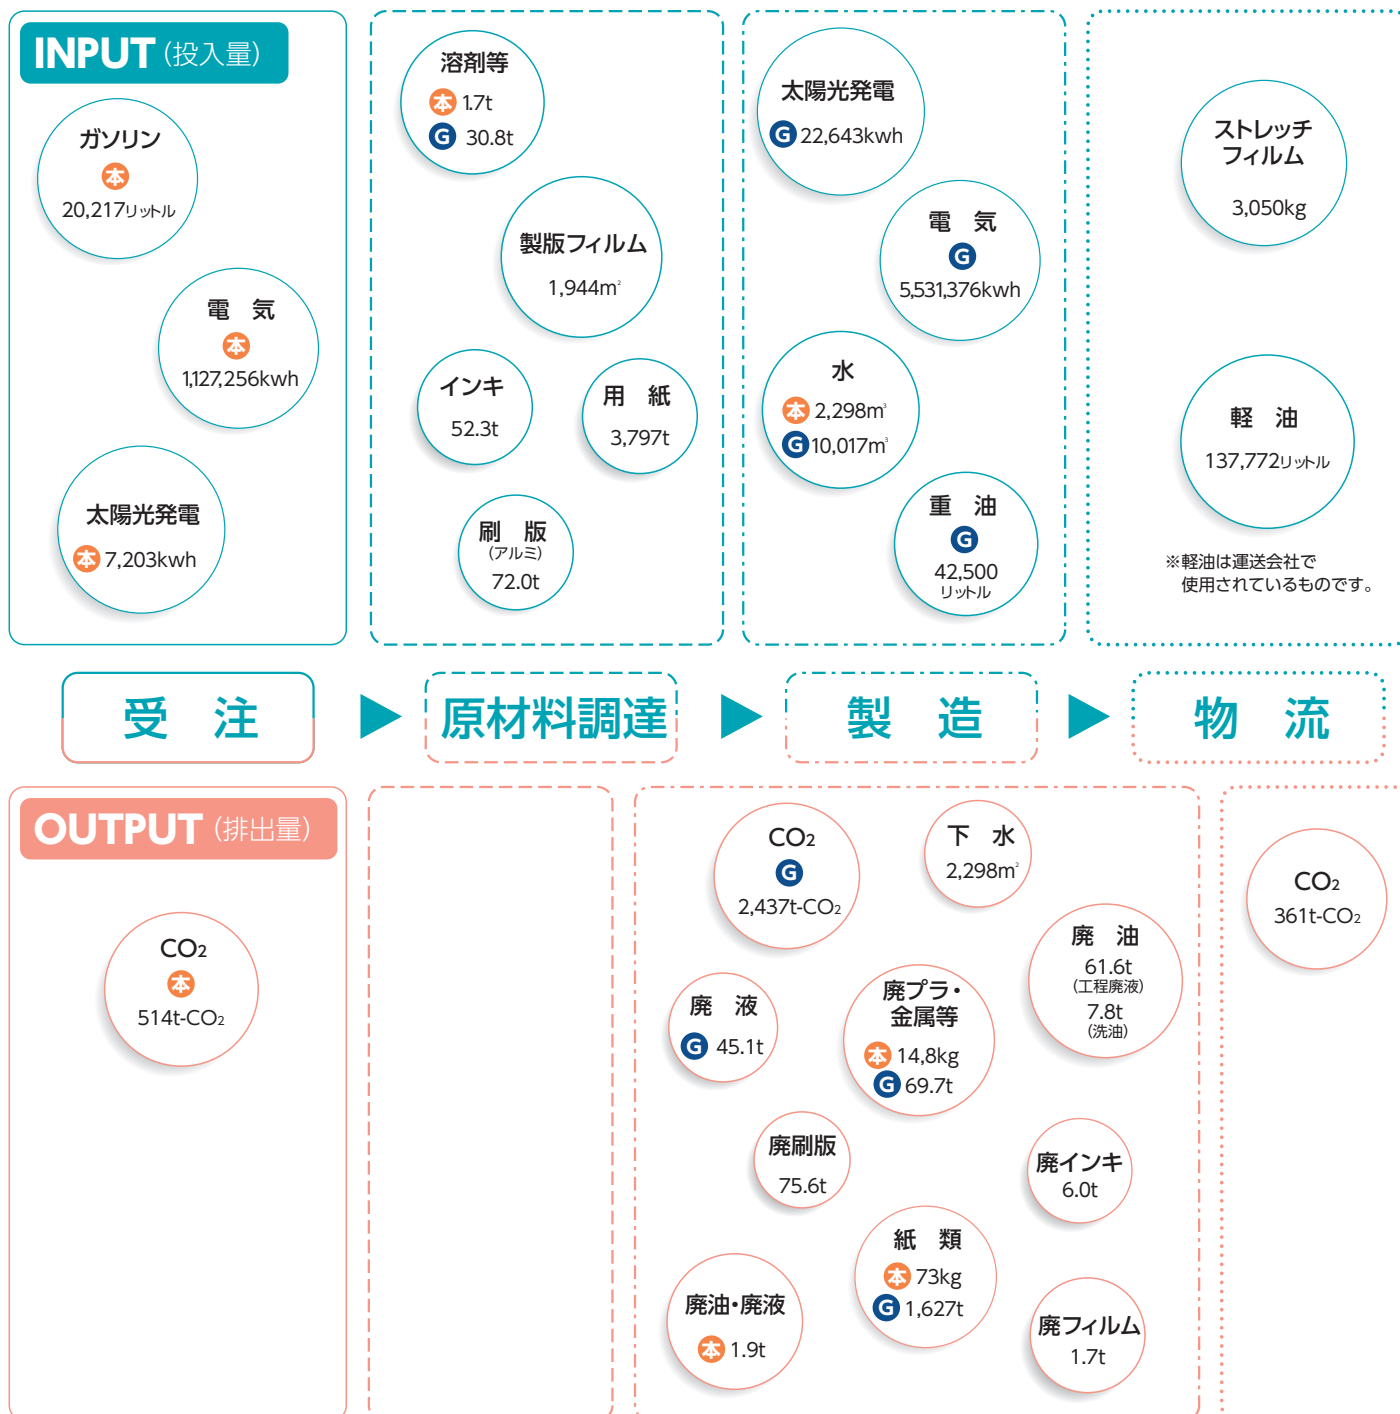 INPUT（投入量）
ガソリン
本
20,217リットル
電　気
本
1,127,256kwh
太陽光発電
本 7,203kwh
溶剤等
本 1.7t
G 30.8t
製版フィルム
1,944m²
インキ
52.3t
用　紙
3,797t
刷　版
（アルミ）
72.0t
太陽光発電
G 22,643kwh
電　気
G
5,531,376kwh
水
本 2,298m³
G 10,017m³
重　油
G
42,500
リットル
ストレッチ
フィルム
3,050kg
軽　油
137,772リットル
※軽油は運送会社で
使用されているものです。
受　注
原材料調達
製　造
物　流
OUTPUT（排出量）
CO₂
本
514t-CO₂
CO₂
G
2,437t-CO₂
下　水
2,298m²
廃　油
61.6t
（工程廃液）
7.8t
（洗油）
廃　液
G 45.1t
廃プラ・
金属等
本 14,8kg
G 69.7t
廃刷版
75.6t
廃インキ
6.0t
紙　類
本 73kg
G 1,627t
廃油・廃液
本 1.9t
廃フィルム
1.7t
CO₂
361t-CO₂